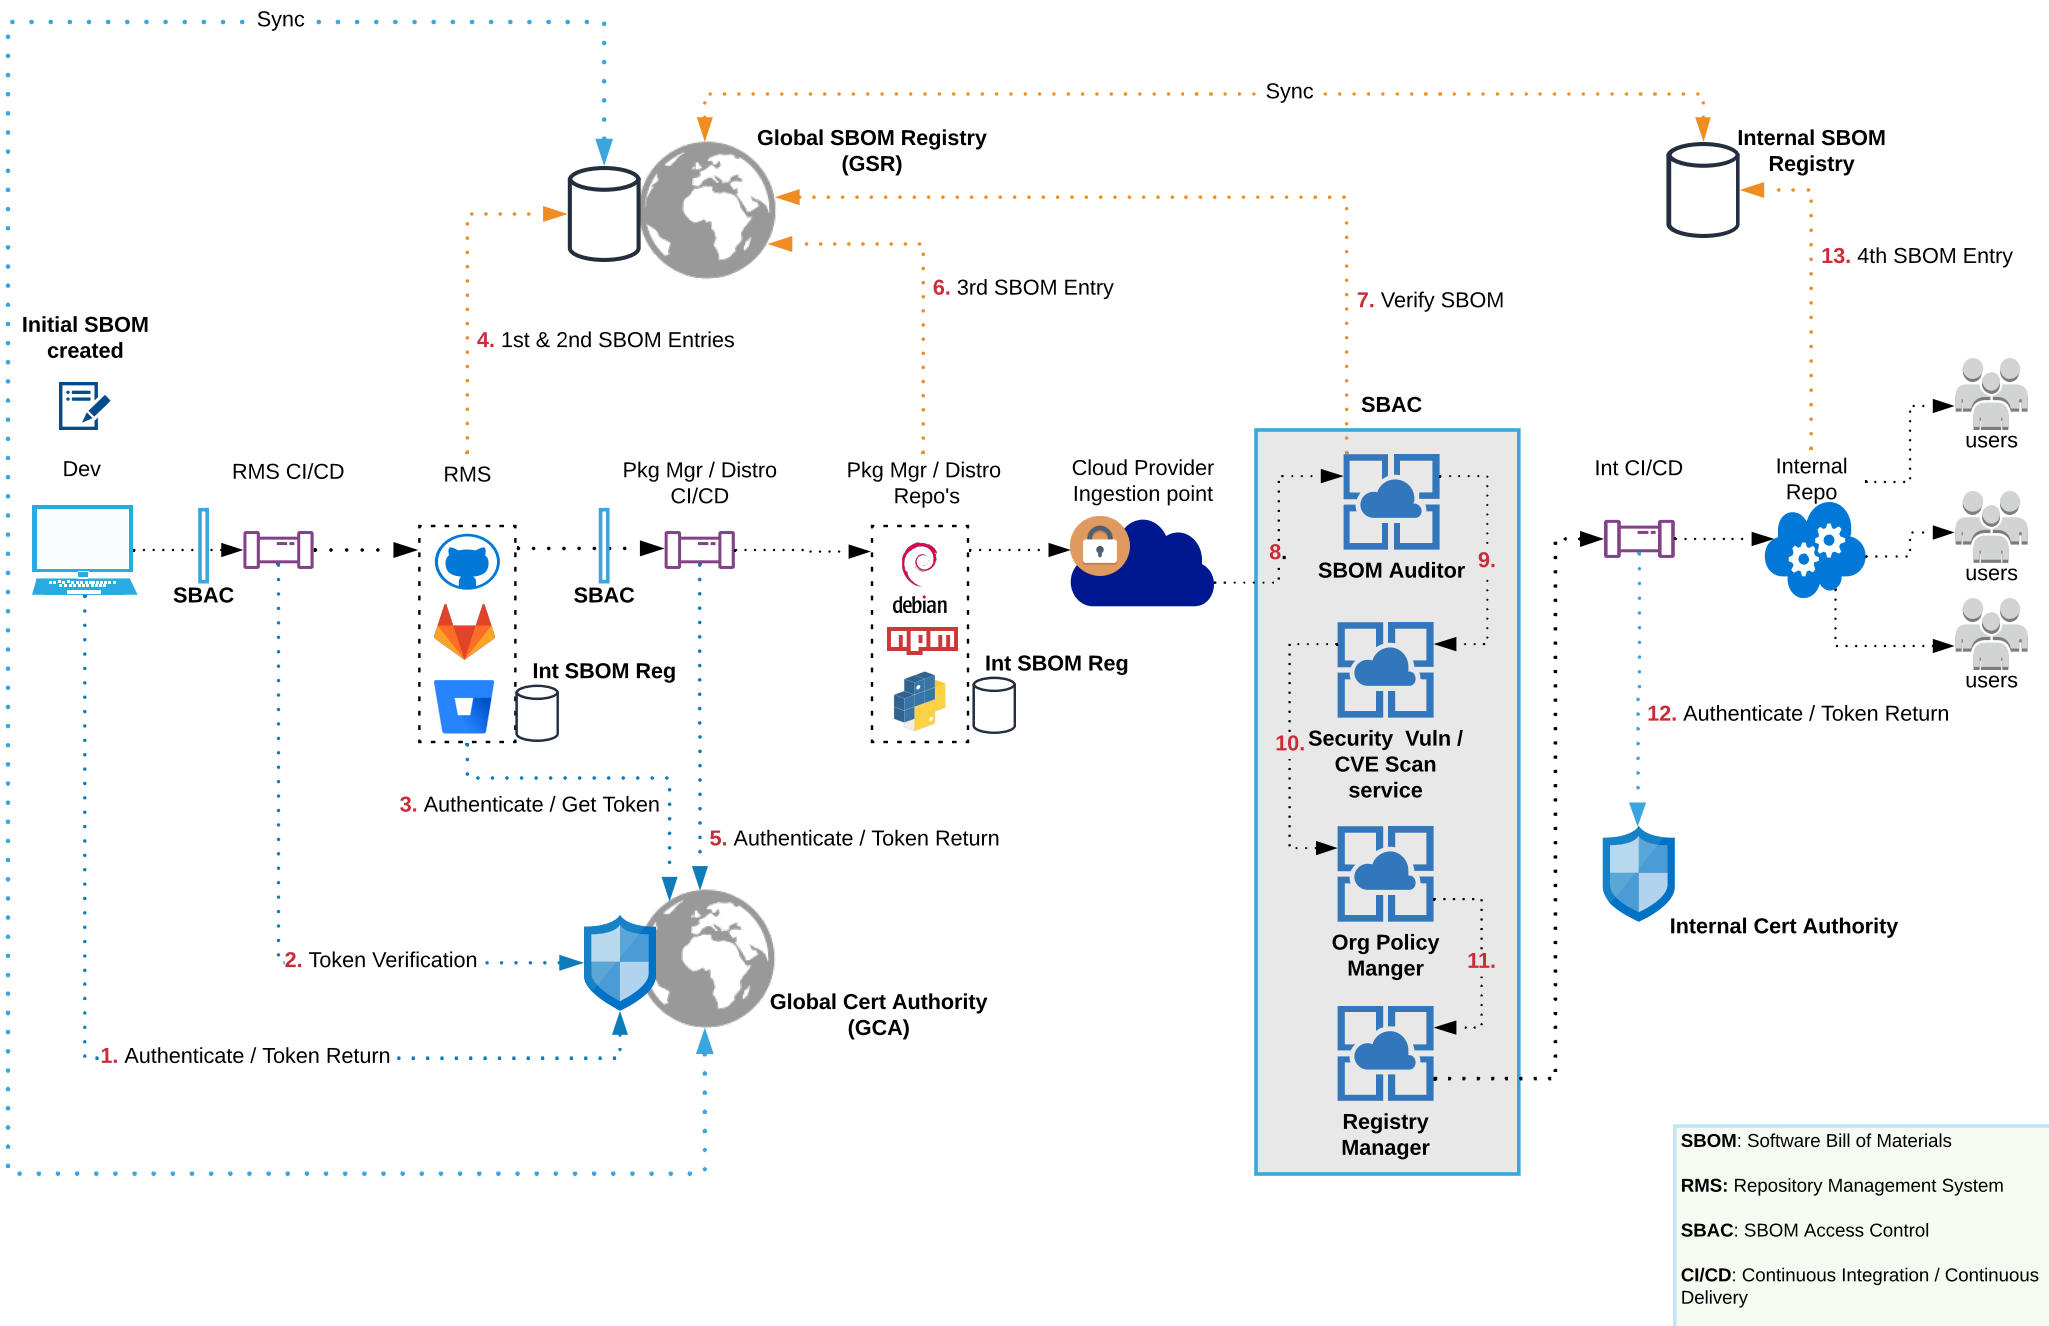 Sync
Sync
Global SBOM Registry
(GSR)
Internal SBOM
Registry
13. 4th SBOM Entry
6. 3rd SBOM Entry
7. Verify SBOM
Initial SBOM
created
4. 1st & 2nd SBOM Entries
SBAC
users
Dev
RMS CI/CD
RMS
Pkg Mgr / Distro
CI/CD
Pkg Mgr / Distro
Repo's
Cloud Provider
Ingestion point
Int CI/CD
Internal
Repo
8.
9.
SBOM Auditor
users
SBAC
SBAC
debian
npm
Int SBOM Reg
Int SBOM Reg
users
12. Authenticate / Token Return
10.
Security  Vuln /
CVE Scan
service
3. Authenticate / Get Token
5. Authenticate / Token Return
Internal Cert Authority
Org Policy
Manger
11.
2. Token Verification
Global Cert Authority
(GCA)
1. Authenticate / Token Return
Registry
Manager
SBOM: Software Bill of Materials
RMS: Repository Management System
SBAC: SBOM Access Control
CI/CD: Continuous Integration / Continuous
Delivery